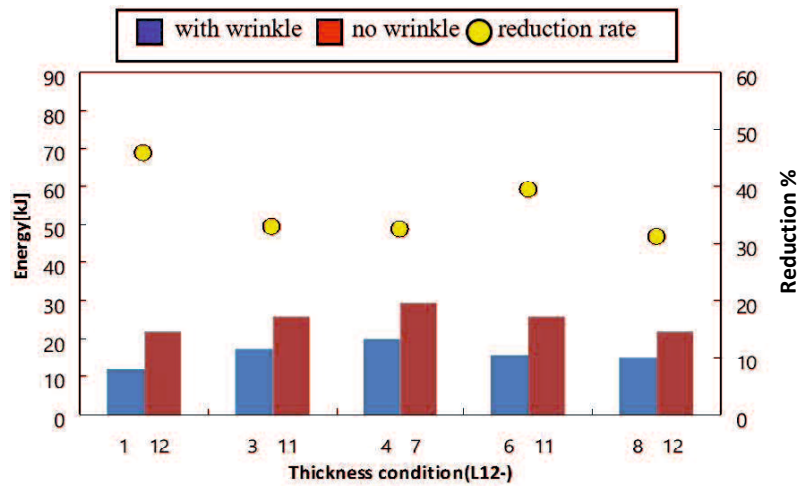 with wrinkle no wrinkle reduction rate
90 60
80
50
70
60 40
50
30
40
30 20
20
10
10
0 0
Energy[kJ]
Reduction %
1 12 3 11 4 7 6 11 8 12
Thickness condition(L12-)